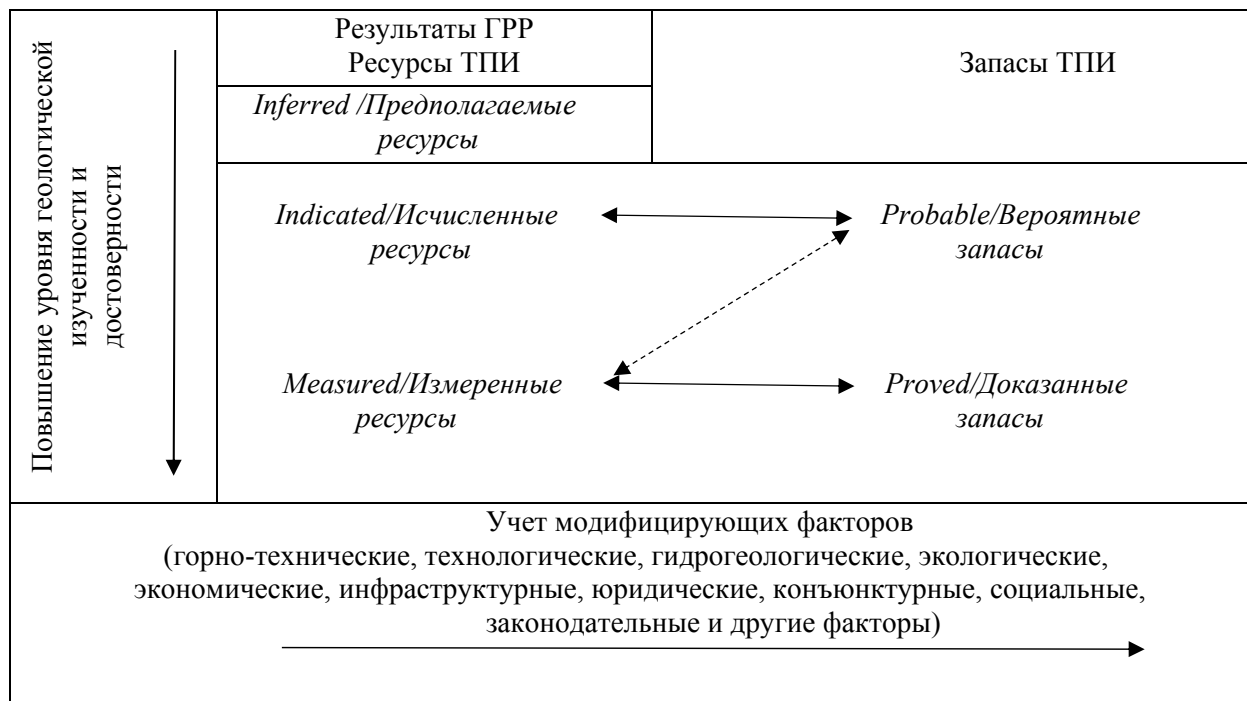 Повышение уровня геологической
изученности и
достоверности
Результаты ГРР
Ресурсы ТПИ
Запасы ТПИ
Inferred /Предполагаемые
ресурсы
Indicated/Исчисленные
ресурсы
Probable/Вероятные
запасы
Measured/Измеренные
ресурсы
Proved/Доказанные
запасы
Учет модифицирующих факторов
(горно-технические, технологические, гидрогеологические, экологические,
экономические, инфраструктурные, юридические, конъюнктурные, социальные,
законодательные и другие факторы)